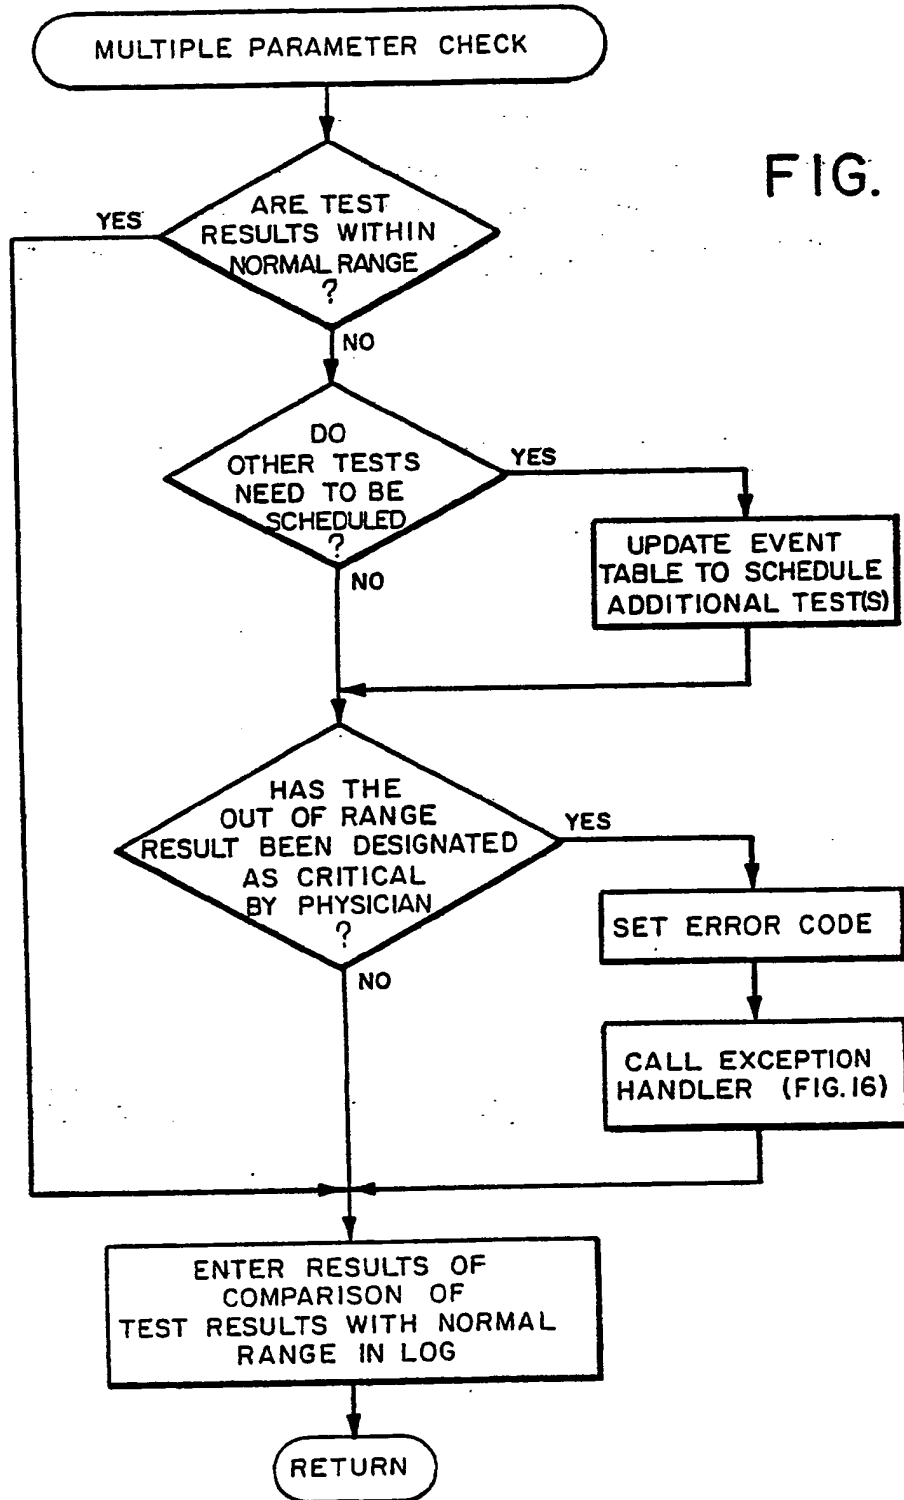 MULTIPLE PARAMETER CHECK
FIG.
ARE TEST
RESULTS WITHIN
NORMAL RANGE
?
YES
NO
DO
OTHER TESTS
NEED TO BE
SCHEDULED
?
YES
NO
UPDATE EVENT
TABLE TO SCHEDULE
ADDITIONAL TEST(S)
HAS THE
OUT OF RANGE
RESULT BEEN DESIGNATED
AS CRITICAL
BY PHYSICIAN
?
YES
NO
SET ERROR CODE
CALL EXCEPTION
HANDLER (FIG.16)
ENTER RESULTS OF
COMPARISON OF
TEST RESULTS WITH NORMAL
RANGE IN LOG
RETURN